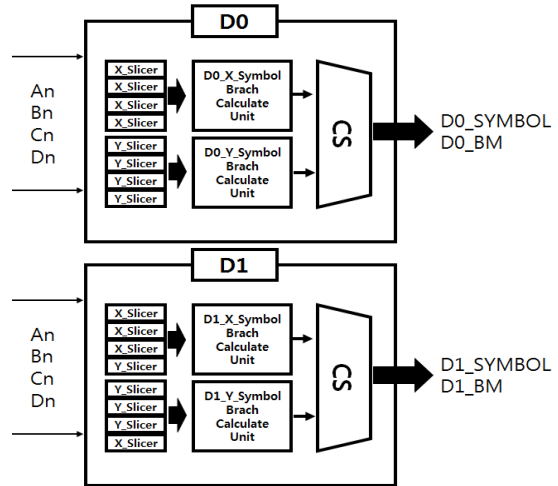 D0
An
Bn
Cn
Dn
X_Slicer
X_Slicer
X_Slicer
X_Slicer
Y_Slicer
Y_Slicer
Y_Slicer
Y_Slicer
D0_X_Symbol
Brach
Calculate
Unit
D0_Y_Symbol
Brach
Calculate
Unit
CS
D0_SYMBOL
D0_BM
D1
An
Bn
Cn
Dn
X_Slicer
X_Slicer
X_Slicer
Y_Slicer
Y_Slicer
Y_Slicer
Y_Slicer
X_Slicer
D1_X_Symbol
Brach
Calculate
Unit
D1_Y_Symbol
Brach
Calculate
Unit
CS
D1_SYMBOL
D1_BM